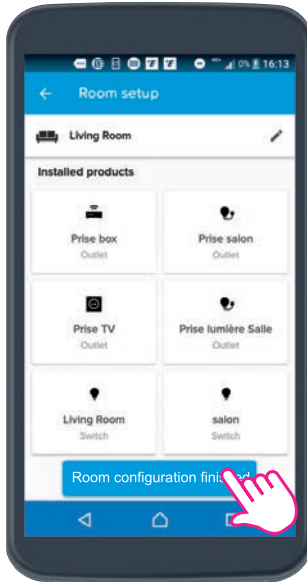 0% 16:13
Room setup
Living Room
Installed products
Prise box
Outlet
Prise salon
Outlet
Prise TV
Outlet
Prise lumière Salle
Outlet
Living Room
Switch
salon
Switch
Room configuration